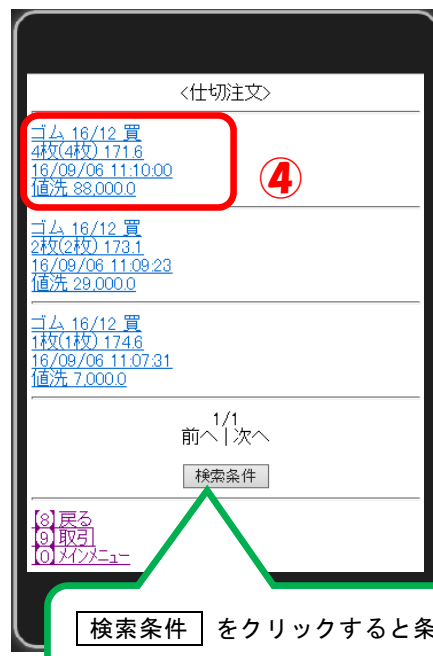 <仕切注文>
ゴム 16/12 買
4枚(4枚) 171.6
16/09/06 11:10:00
値洗 88,000.0
④
ゴム 16/12 買
2枚(2枚) 173.1
16/09/06 11:09:23
値洗 29,000.0
ゴム 16/12 買
1枚(1枚) 174.6
16/09/06 11:07:31
値洗 7,000.0
1/1
前へ | 次へ
検索条件
[8] 戻る
[9] 取引
[0] メインメニュー
検索条件 をクリックすると条